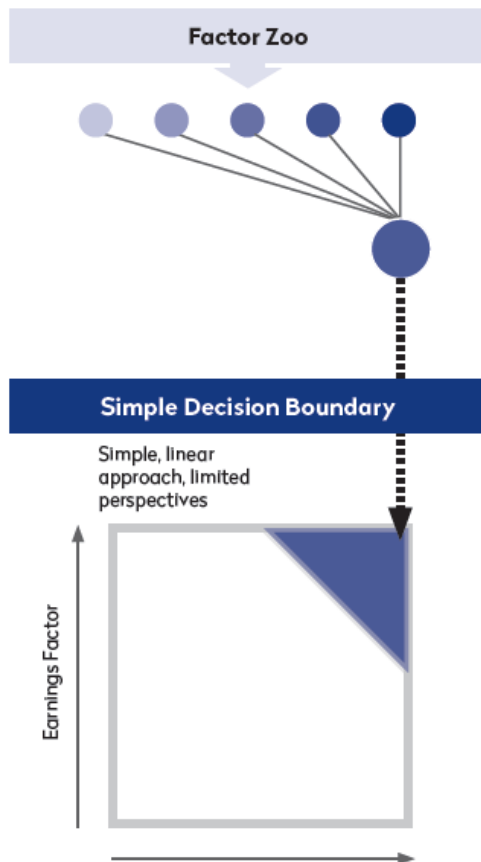 Factor Zoo
Simple Decision Boundary
Simple, linear
approach, limited
perspectives
Earnings Factor